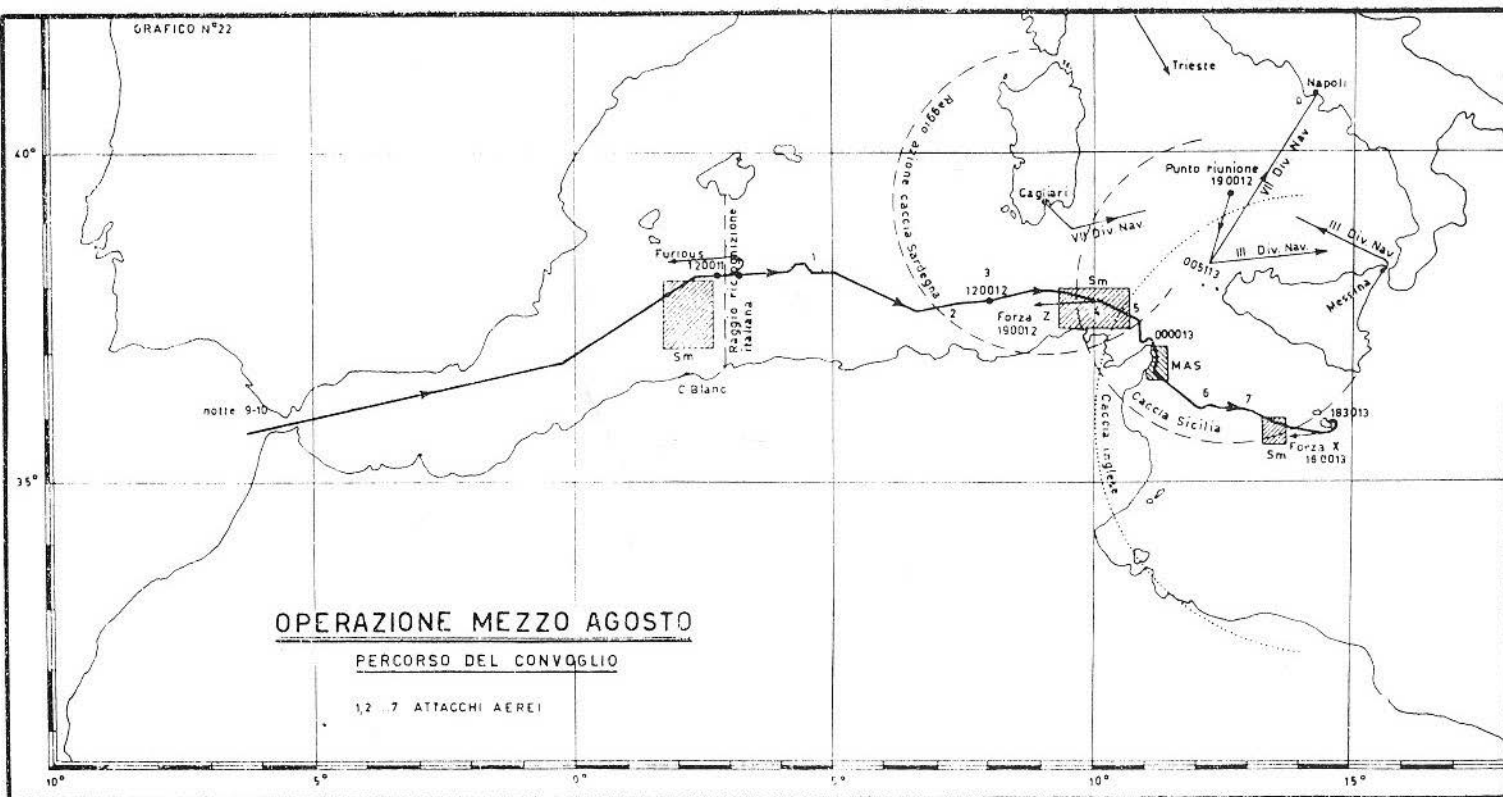 GRAFICO N°22
Trieste
Napoli
40°
Raggio azione caccia Sardegna
Punto riunione
190012
VII Div Nav
Cagliari
VII Div Nav.
III Div Nav
III Div. Nav.
005113
Messina
Furious
120011
Raggio ricognizione
italiana
1
3
120012
2
Sm
4
5
Forza Z
190012
000013
MAS
Sm
C Blanc
notte 9-10
6
7
Caccia Sicilia
183013
Forza X
160013
Sm
Caccia inglese
35°
OPERAZIONE MEZZO AGOSTO
PERCORSO DEL CONVOGLIO
1,2 ..7 ATTACCHI AEREI
5°
10°
15°